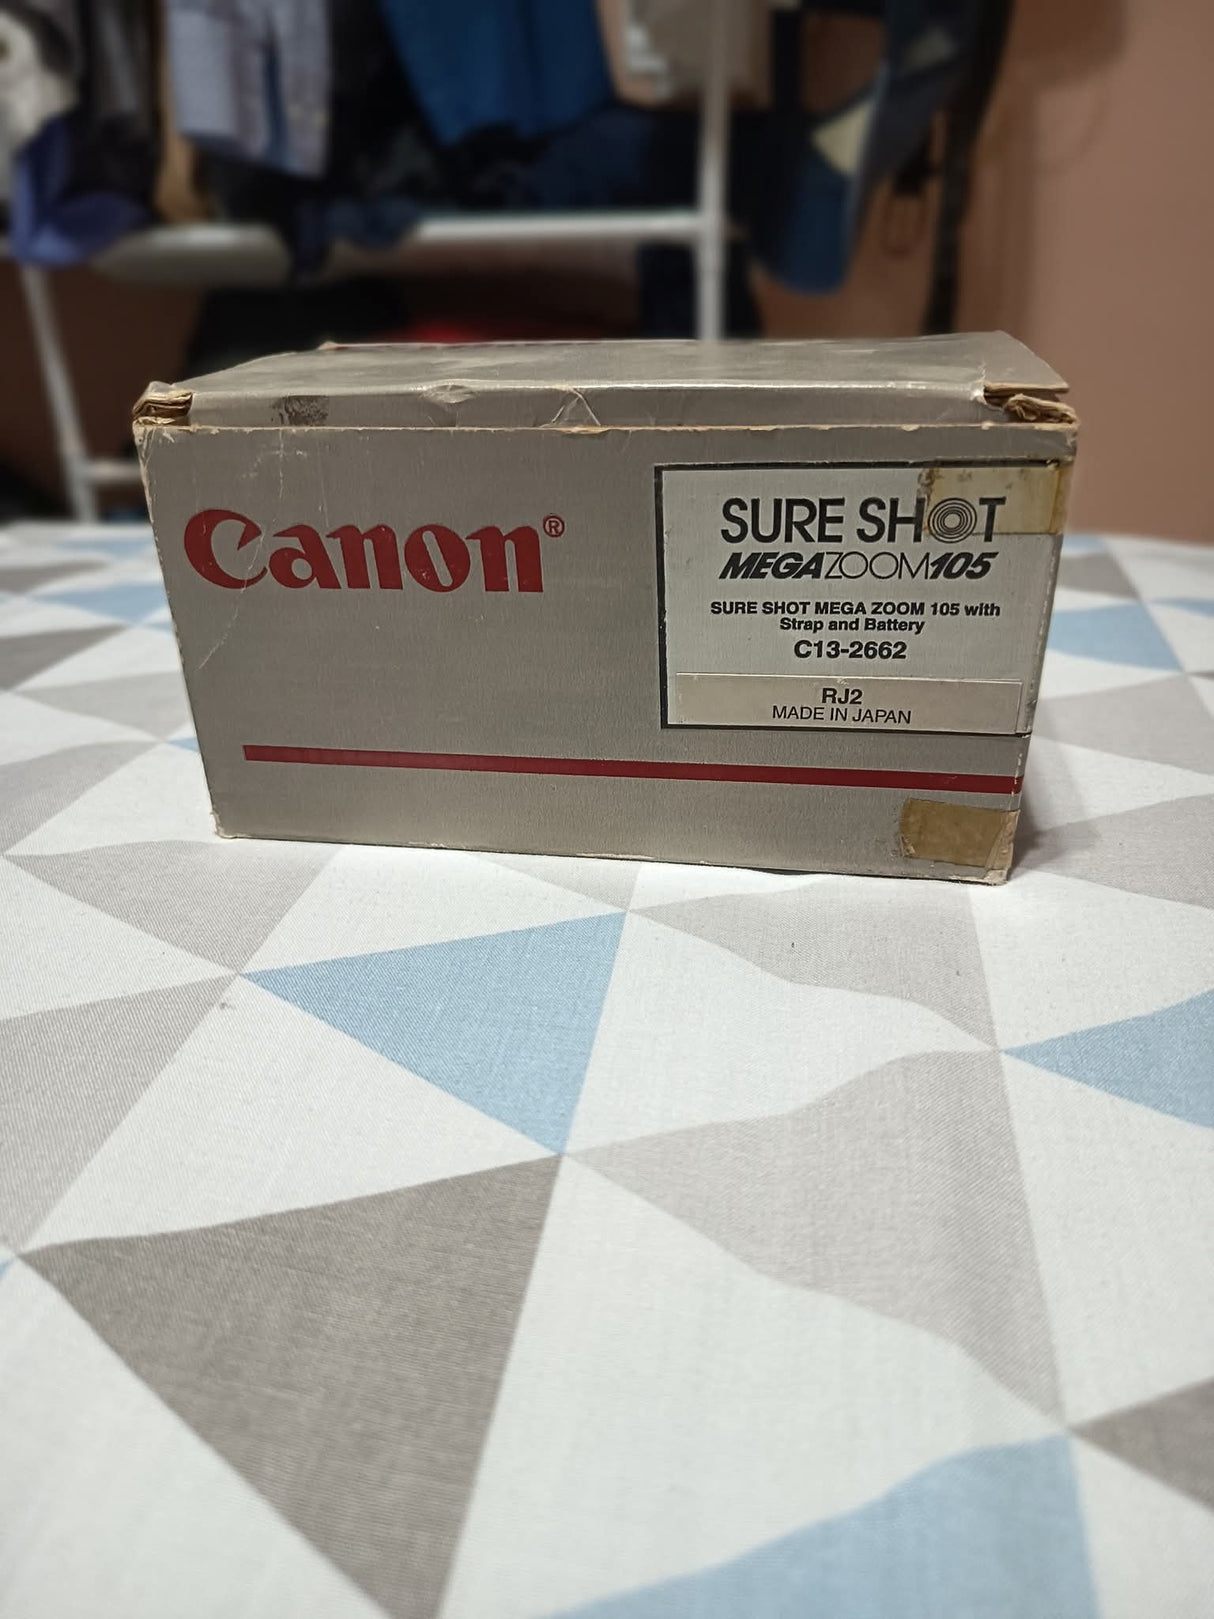 Canon®
SURE SHOT
MEGAZOOM105
SURE SHOT MEGA ZOOM 105 with
Strap and Battery
C13-2662
RJ2
MADE IN JAPAN